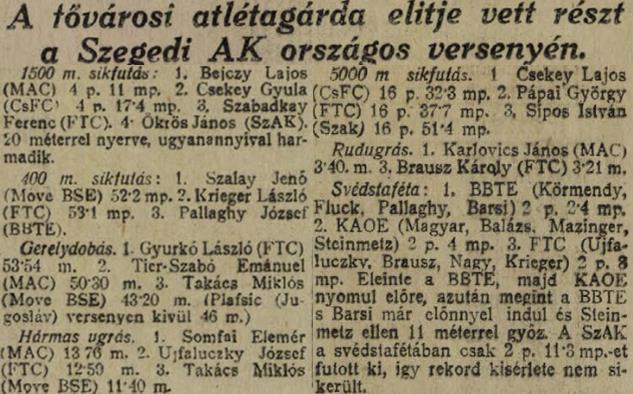 A fővárosi atlétagárda elitje vett részt
a Szegedi AK országos versenyén.
1500 m. síkfutás: 1. Bejczy Lajos
(MAC) 4 p. 11 mp. 2. Csekey Gyula
(CsFC) 4 p. 17·4 mp. 3. Szabadkay
Ferenc (FTC). 4· Ökrös János (SzAK).
20 méterrel nyerve, ugyanannyival har-
madik.
400 m. síkfutás: 1. Szalay Jenő
(Move BSE) 52·2 mp. 2. Krieger László
(FTC) 53·1 mp. 3. Pallaghy József
(BBTE).
Gerelydobás. 1. Gyurkó László (FTC)
53·54 m. 2. Tier-Szabó Emánuel
(MAC) 50·30 m. 3. Takács Miklós
(Move BSE) 43·20 m. (Plafsic (Ju-
gosláv) versenyen kívül 46 m.)
Hármas ugrás. 1. Somfai Elemér
(MAC) 13 76 m. 2. Ujfaluczky József
(FTC) 12·59 m. 3. Takács Miklós
(Move BSE) 11·40 m.
5000 m síkfutás. 1 Csekey Lajos
(CsFC) 16 p. 32·3 mp. 2. Pápai György
(FTC) 16 p. 37·7 mp. 3, Sipos István
(Szak) 16 p. 51·4 mp.
Rudugrás. 1. Karlovics János (MAC)
3·40. m. 3. Brausz Károly (FTC) 3·21 m.
Svédstaféta: 1. BBTE (Körmendy,
Fluck, Pallaghy, Barsi) 2 p. 2·4 mp.
2. KAOE (Magyar, Balázs, Mazinger,
Steinmetz) 2 p. 4 mp. 3. FTC (Ujfa-
luczky, Brausz, Nagy, Krieger) 2 p. 8
mp. Eleinte a BBTE, majd KAOE
nyomul előre, azután megint a BBTE
s Barsi már előnnyel indul és Stein-
metz ellen 11 méterrel győz. A SzAK
a svédstafétában csak 2 p. 11·3 mp.-et
futott ki, így rekord kísérlete nem si-
került.